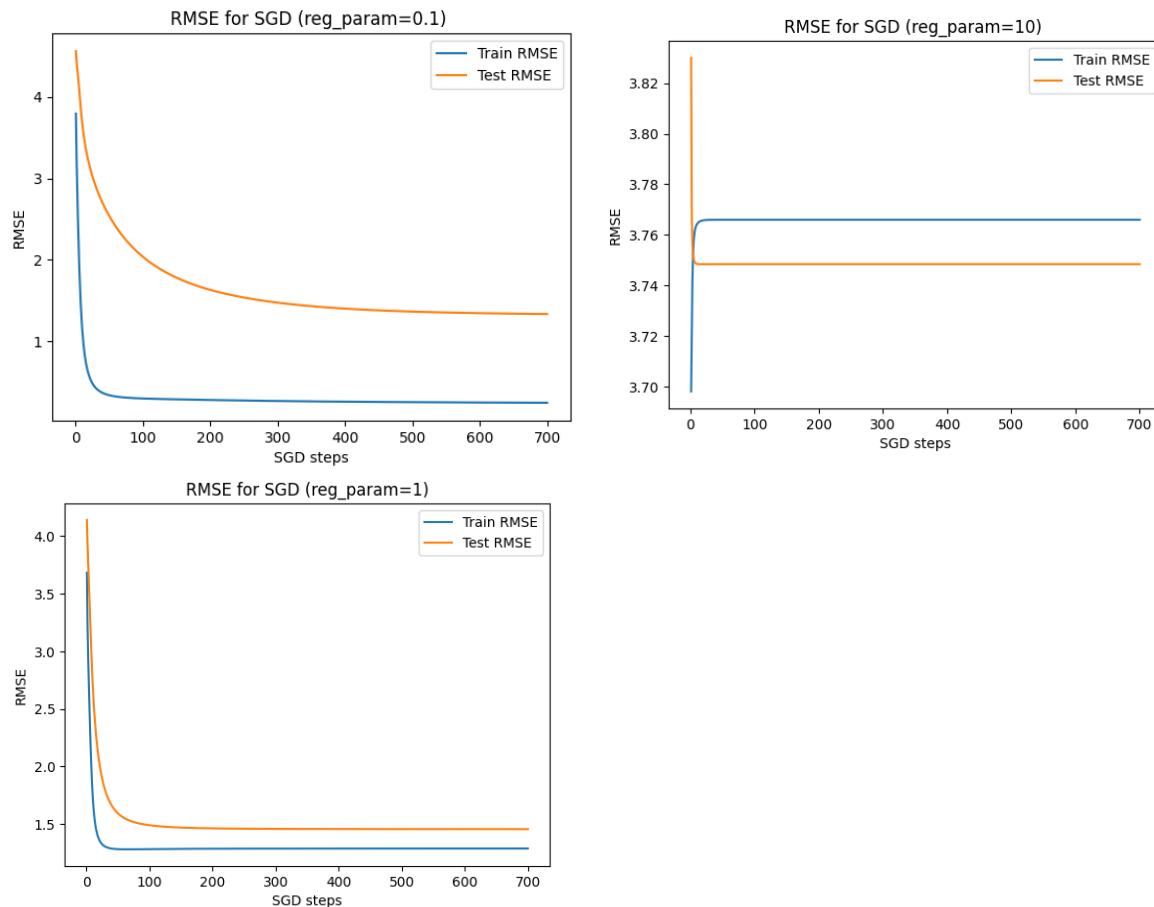 RMSE for SGD (reg_param=0.1)
Train RMSE
Test RMSE
4
3
2
1
RMSE
0 100 200 300 400 500 600 700
SGD steps
RMSE for SGD (reg_param=10)
Train RMSE
Test RMSE
3.82
3.80
3.78
3.76
3.74
3.72
3.70
RMSE
0 100 200 300 400 500 600 700
SGD steps
RMSE for SGD (reg_param=1)
Train RMSE
Test RMSE
4.0
3.5
3.0
2.5
2.0
1.5
RMSE
0 100 200 300 400 500 600 700
SGD steps